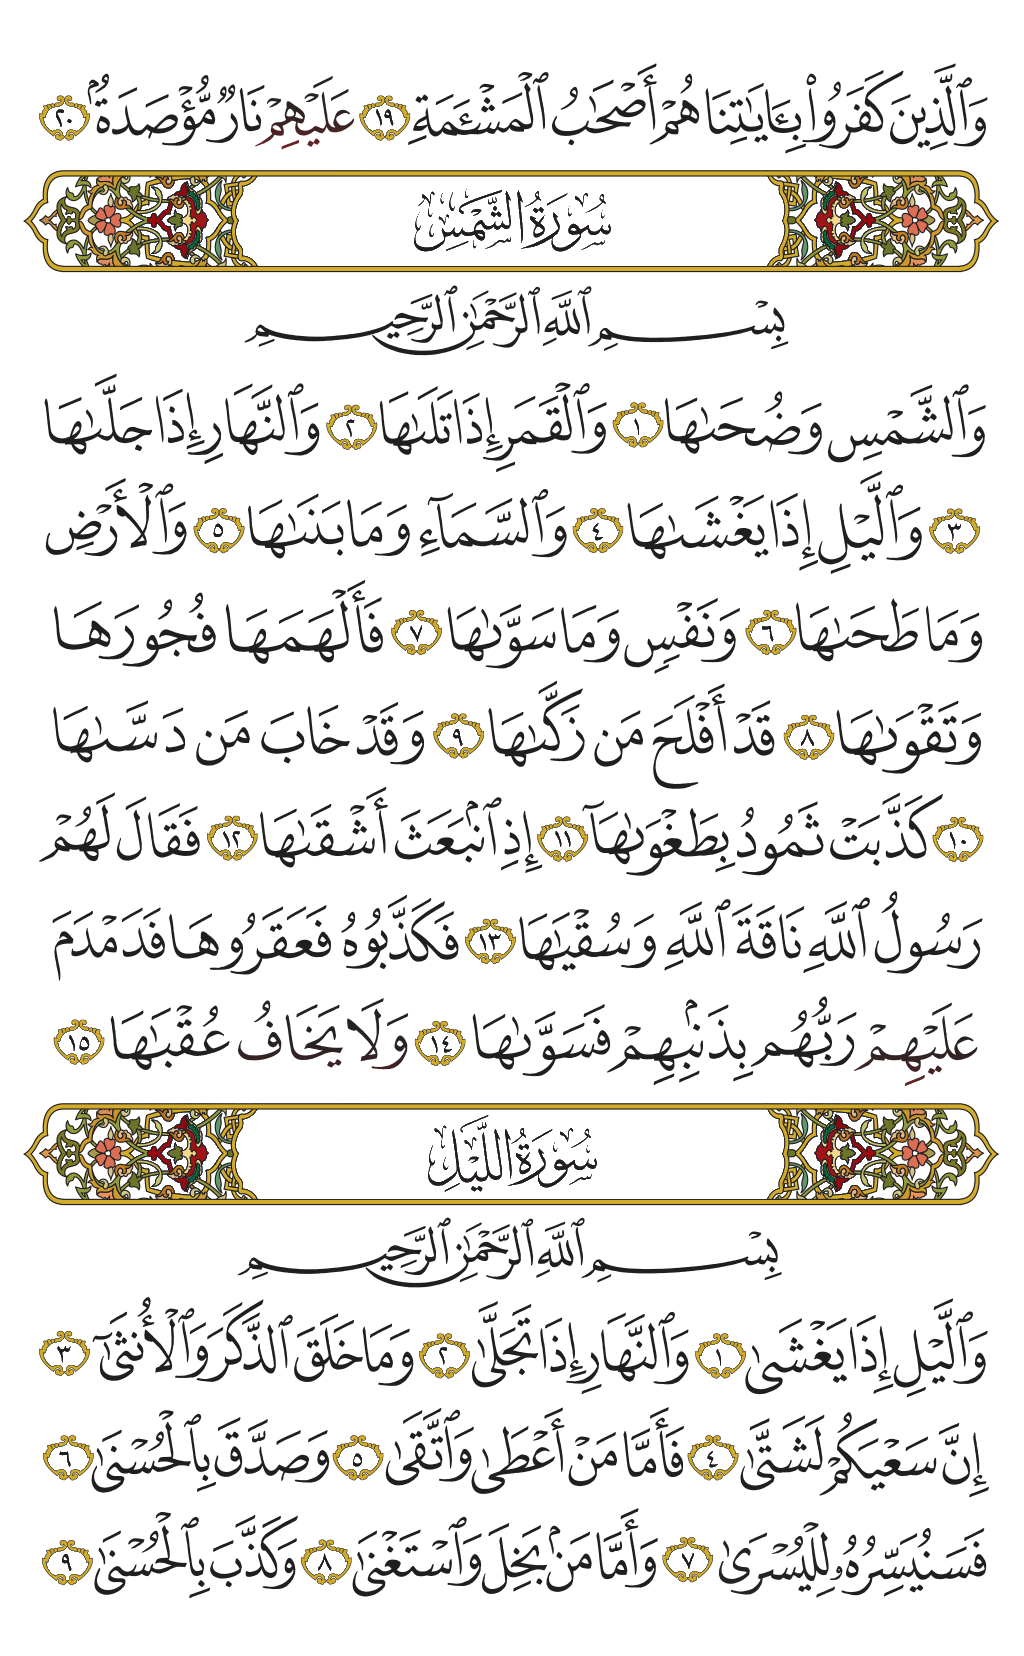 وَٱلَّذِينَ كَفَرُوا۟ بِـَٔايَـٰتِنَا هُمْ أَصْحَـٰبُ ٱلْمَشْـَٔمَةِ ١٩ عَلَيْهِمْ نَارٌ مُّؤْصَدَةٌۢ ٢٠
سُورَةُ الشَّمْسِ
بِسْمِ ٱللَّهِ ٱلرَّحْمَـٰنِ ٱلرَّحِيمِ
وَٱلشَّمْسِ وَضُحَىٰهَا ١ وَٱلْقَمَرِ إِذَا تَلَىٰهَا ٢ وَٱلنَّهَارِ إِذَا جَلَّىٰهَا
٣ وَٱلَّيْلِ إِذَا يَغْشَىٰهَا ٤ وَٱلسَّمَآءِ وَمَا بَنَىٰهَا ٥ وَٱلْأَرْضِ
وَمَا طَحَىٰهَا ٦ وَنَفْسٍ وَمَا سَوَّىٰهَا ٧ فَأَلْهَمَهَا فُجُورَهَا
وَتَقْوَىٰهَا ٨ قَدْ أَفْلَحَ مَن زَكَّىٰهَا ٩ وَقَدْ خَابَ مَن دَسَّىٰهَا
١٠ كَذَّبَتْ ثَمُودُ بِطَغْوَىٰهَآ ١١ إِذِ ٱنۢبَعَثَ أَشْقَىٰهَا ١٢ فَقَالَ لَهُمْ
رَسُولُ ٱللَّهِ نَاقَةَ ٱللَّهِ وَسُقْيَـٰهَا ١٣ فَكَذَّبُوهُ فَعَقَرُوهَا فَدَمْدَمَ
عَلَيْهِمْ رَبُّهُم بِذَنۢبِهِمْ فَسَوَّىٰهَا ١٤ وَلَا يَخَافُ عُقْبَـٰهَا ١٥
سُورَةُ اللَّيْلِ
بِسْمِ ٱللَّهِ ٱلرَّحْمَـٰنِ ٱلرَّحِيمِ
وَٱلَّيْلِ إِذَا يَغْشَىٰ ١ وَٱلنَّهَارِ إِذَا تَجَلَّىٰ ٢ وَمَا خَلَقَ ٱلذَّكَرَ وَٱلْأُنثَىٰٓ ٣
إِنَّ سَعْيَكُمْ لَشَتَّىٰ ٤ فَأَمَّا مَنْ أَعْطَىٰ وَٱتَّقَىٰ ٥ وَصَدَّقَ بِٱلْحُسْنَىٰ ٦
فَسَنُيَسِّرُهُۥ لِلْيُسْرَىٰ ٧ وَأَمَّا مَنۢ بَخِلَ وَٱسْتَغْنَىٰ ٨ وَكَذَّبَ بِٱلْحُسْنَىٰ ٩